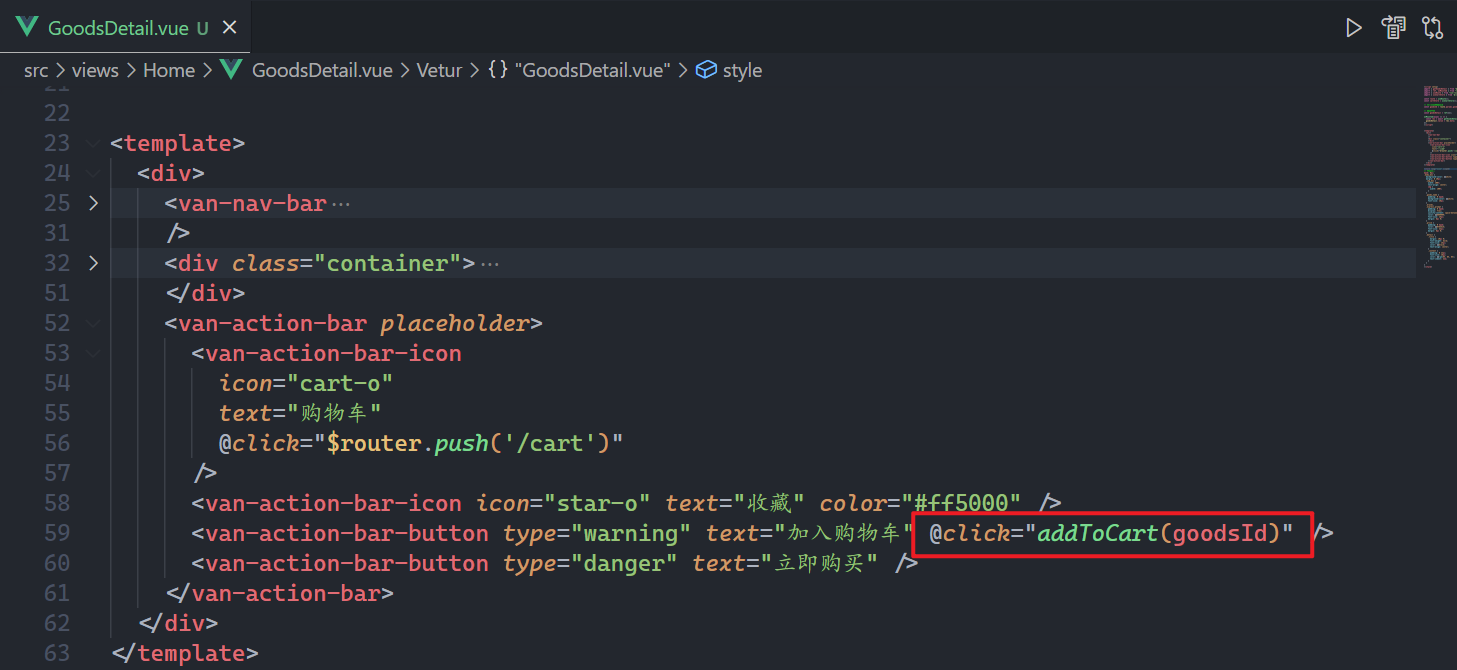 GoodsDetail.vue U
src > views > Home > GoodsDetail.vue > Vetur > {} "GoodsDetail.vue" > style
21
22
23 <template>
24 <div>
25 <van-nav-bar ···
31 />
32 <div class="container"> ···
51 </div>
52 <van-action-bar placeholder>
53 <van-action-bar-icon
54 icon="cart-o"
55 text="购物车"
56 @click="$router.push('/cart')"
57 />
58 <van-action-bar-icon icon="star-o" text="收藏" color="#ff5000" />
59 <van-action-bar-button type="warning" text="加入购物车" @click="addToCart(goodsId)" />
60 <van-action-bar-button type="danger" text="立即购买" />
61 </van-action-bar>
62 </div>
63 </template>